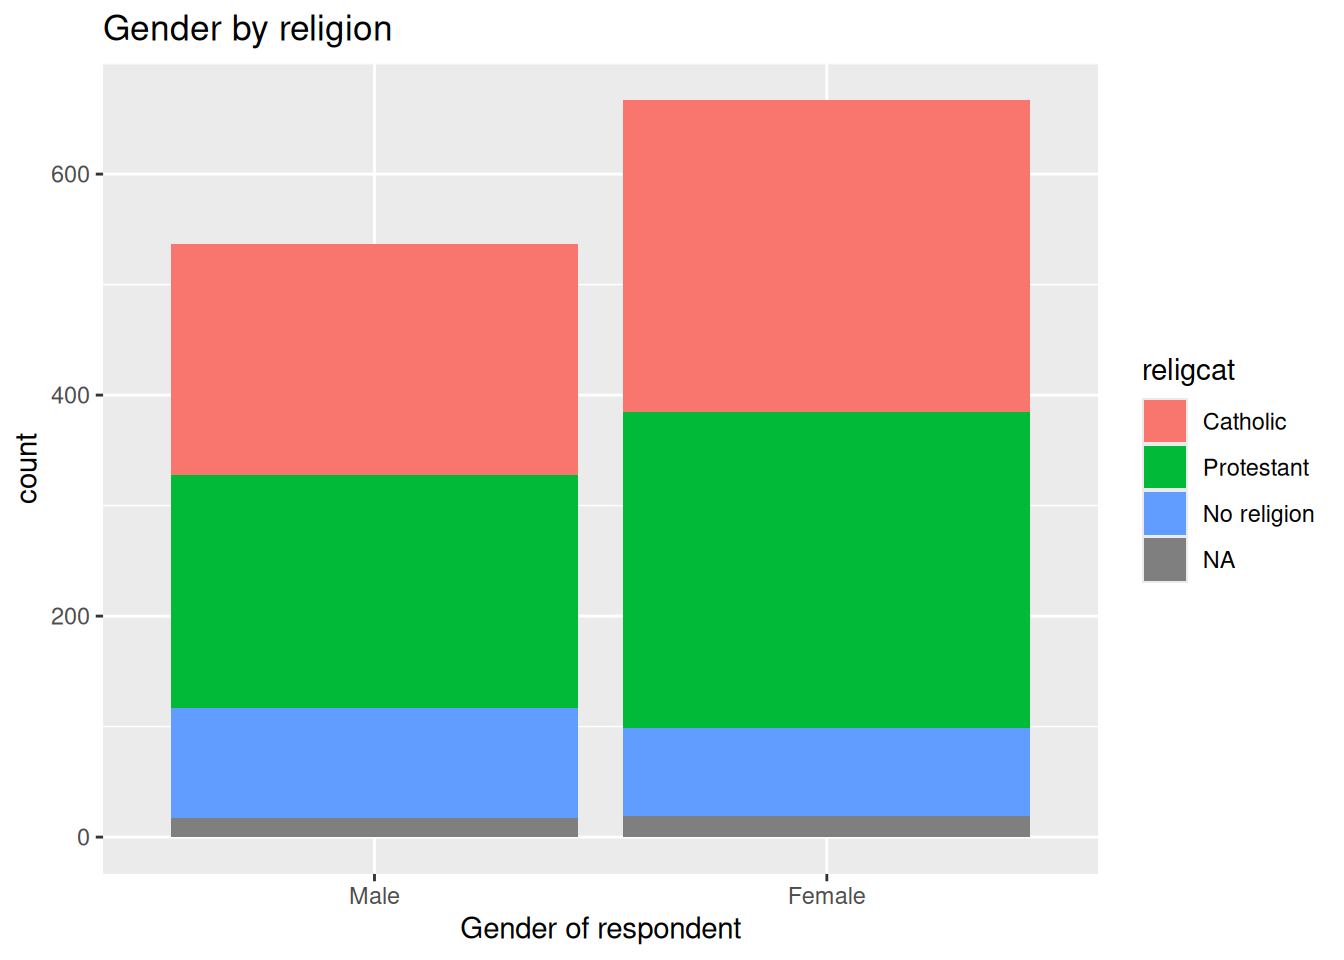 Gender by religion
600
400
200
0
count
Male
Female
Gender of respondent
religcat
Catholic
Protestant
No religion
NA